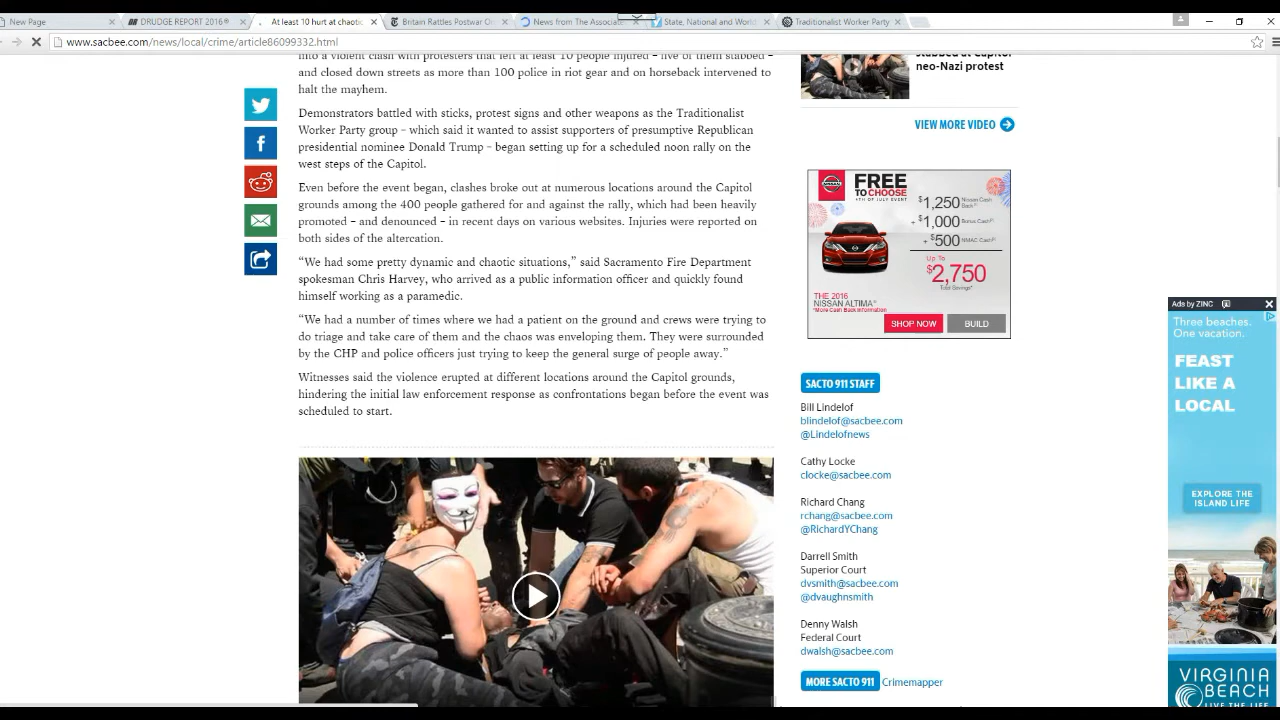 New Page
DRUDGE REPORT 2016®
At least 10 hurt at chaotic
Britain Rattles Postwar O
News from The Associate
State, National and World
Traditionalist Worker Party
www.sacbee.com/news/local/crime/article86099332.html
into a violent clash with protesters that left at least 10 people injured – five of them stabbed –
and closed down streets as more than 100 police in riot gear and on horseback intervened to
halt the mayhem.
Demonstrators battled with sticks, protest signs and other weapons as the Traditionalist
Worker Party group – which said it wanted to assist supporters of presumptive Republican
presidential nominee Donald Trump – began setting up for a scheduled noon rally on the
west steps of the Capitol.
Even before the event began, clashes broke out at numerous locations around the Capitol
grounds among the 400 people gathered for and against the rally, which had been heavily
promoted – and denounced – in recent days on various websites. Injuries were reported on
both sides of the altercation.
“We had some pretty dynamic and chaotic situations,” said Sacramento Fire Department
spokesman Chris Harvey, who arrived as a public information officer and quickly found
himself working as a paramedic.
“We had a number of times where we had a patient on the ground and crews were trying to
do triage and take care of them and the chaos was enveloping them. They were surrounded
by the CHP and police officers just trying to keep the general surge of people away.”
Witnesses said the violence erupted at different locations around the Capitol grounds,
hindering the initial law enforcement response as confrontations began before the event was
scheduled to start.
stabbed at Capitol
neo-Nazi protest
VIEW MORE VIDEO
NISSAN
FREE
TO CHOOSE
4TH OF JULY EVENT
$1,250 Nissan Cash Back
+ $1,000 Bonus Cash
+ $500 NMAC Cash
Up To
$2,750
Total Savings
THE 2016
NISSAN ALTIMA®
*More Cash Back Information
SHOP NOW
BUILD
SACTO 911 STAFF
Bill Lindelof
blindelof@sacbee.com
@Lindelofnews
Cathy Locke
clocke@sacbee.com
Richard Chang
rchang@sacbee.com
@RichardYChang
Darrell Smith
Superior Court
dvsmith@sacbee.com
@dvaughnsmith
Denny Walsh
Federal Court
dwalsh@sacbee.com
MORE SACTO 911 Crimemapper
Ads by ZINC
Three beaches.
One vacation.
FEAST
LIKE A
LOCAL
EXPLORE THE
ISLAND LIFE
VIRGINIA
BEACH
LIVE THE LIFE